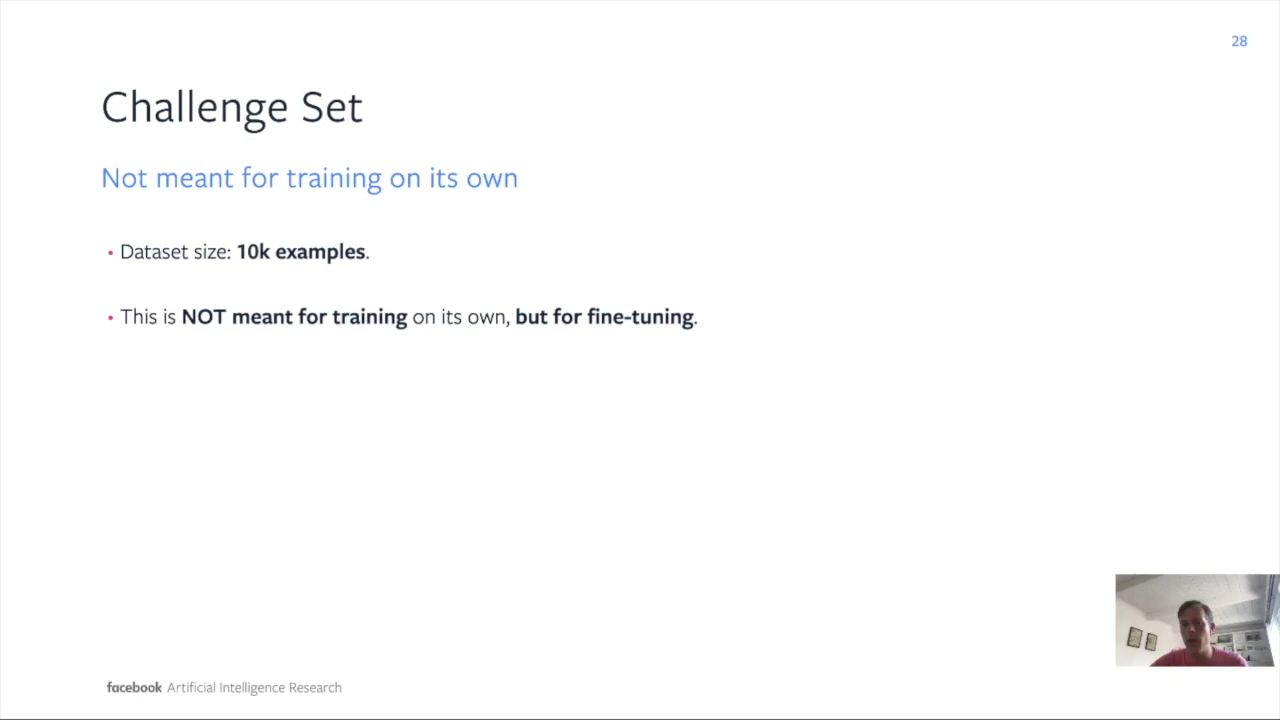 28
Challenge Set
Not meant for training on its own
• Dataset size: 10k examples.
• This is NOT meant for training on its own, but for fine-tuning.
facebook Artificial Intelligence Research